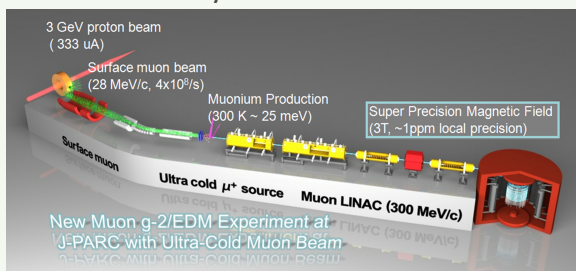 3 GeV proton beam
( 333 uA)
Surface muon beam
(28 MeV/c, 4x10⁸/s)
Muonium Production
(300 K ~ 25 meV)
Super Precision Magnetic Field
(3T, ~1ppm local precision)
Surface muon
Ultra cold μ⁺ source
Muon LINAC (300 MeV/c)
New Muon g-2/EDM Experiment at
J-PARC with Ultra-Cold Muon Beam